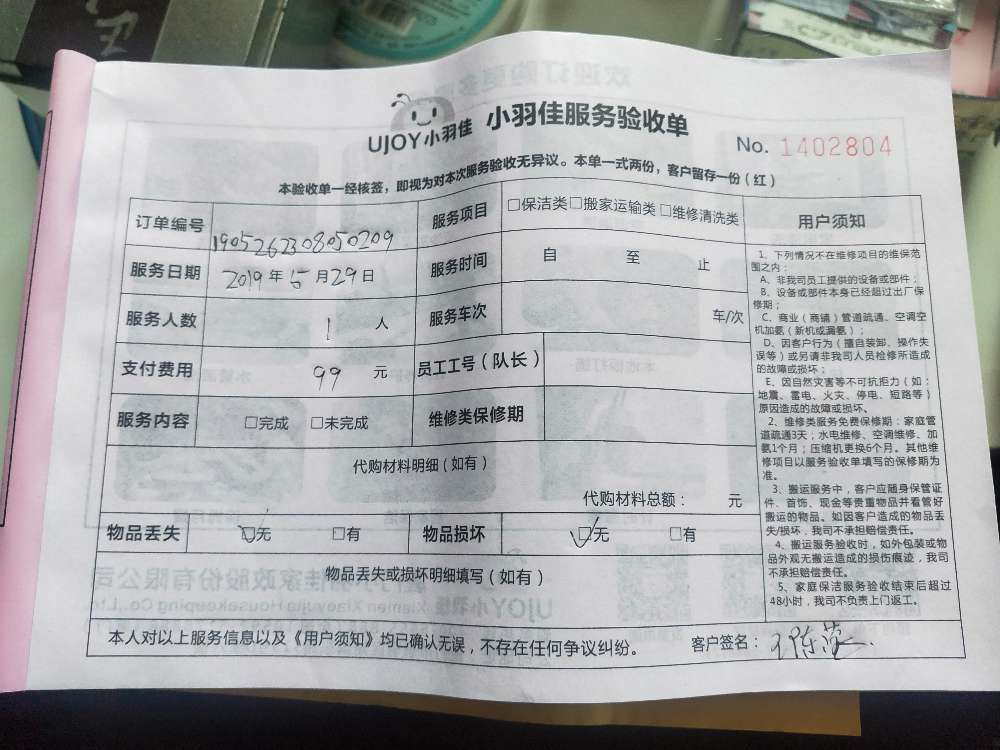 UJOY小羽佳 小羽佳服务验收单
No. 1402804
本验收单一经核签，即视为对本次服务验收无异议。本单一式两份，客户留存一份（红）
订单编号 1905262308050209 服务项目 □保洁类□搬家运输类□维修清洗类
服务日期 2019年5月29日 服务时间 自 至 止
服务人数 1 人 服务车次 车/次
支付费用 99 元 员工工号（队长）
服务内容 □完成 □未完成 维修类保修期
代购材料明细（如有）
代购材料总额： 元
物品丢失 ☑无 □有 物品损坏 ☑无 □有
物品丢失或损坏明细填写（如有）
用户须知
1、下列情况不在维修项目的维保范
围之内：
A、非我司员工提供的设备或部件；
B、设备或部件本身已经超过出厂保
修期；
C、商业（商铺）管道疏通、空调空
机加氨（新机或漏氨）；
D、因客户行为（擅自装卸、操作失
误等）或另请非我司人员检修所造成
的故障或损坏；
E、因自然灾害等不可抗拒力（如：
地震、雷电、火灾、停电、短路等）
原因造成的故障或损坏。
2、维修类服务免费保修期：家庭管
道疏通3天；水电维修、空调维修、加
氨1个月；压缩机更换6个月。其他维
修项目以服务验收单填写的保修期为
准。
3、搬运服务中，客户应随身保管证
件、首饰、现金等贵重物品并看管好
搬运的物品。如因客户造成的物品丢
失/损坏，我司不承担赔偿责任。
4、搬运服务验收时，如外包装或物
品外观无搬运造成的损伤痕迹，我司
不承担赔偿责任。
5、家庭保洁服务验收结束后超过
48小时，我司不负责上门返工。
本人对以上服务信息以及《用户须知》均已确认无误，不存在任何争议纠纷。 客户签名：